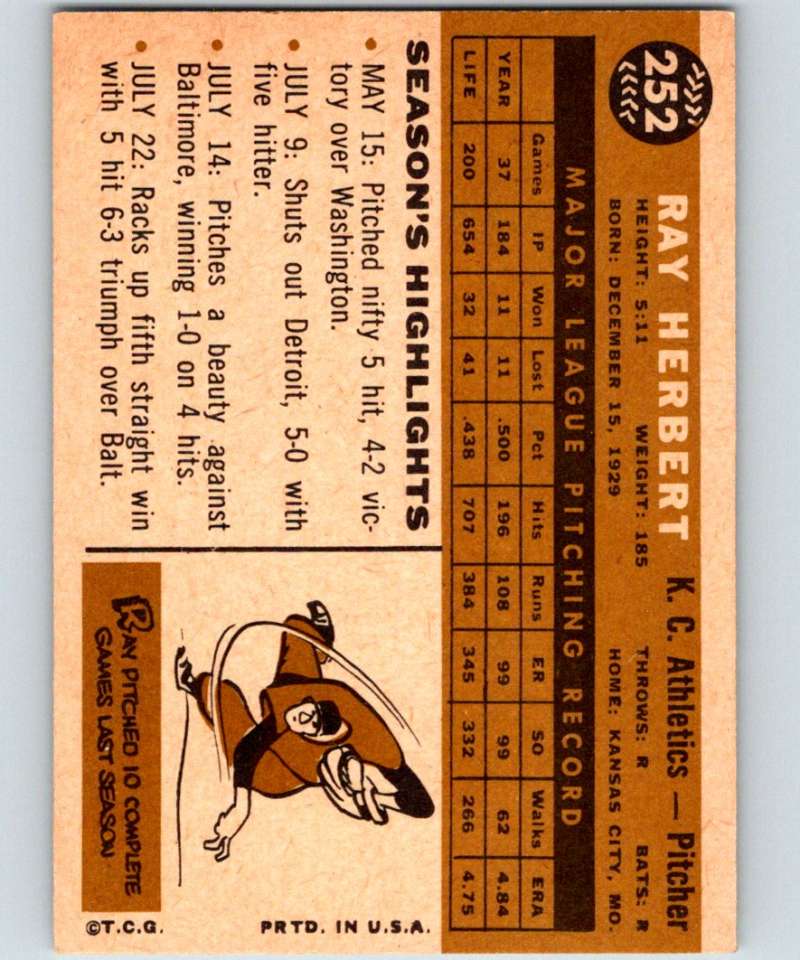 252
RAY HERBERT K. C. Athletics — Pitcher
HEIGHT: 5:11 WEIGHT: 185 THROWS: R BATS: R
BORN: DECEMBER 15, 1929 HOME: KANSAS CITY, MO.
MAJOR LEAGUE PITCHING RECORD
Games IP Won Lost Pct Hits Runs ER SO Walks ERA
YEAR 37 184 11 11 .500 196 108 99 99 62 4.84
LIFE 200 654 32 41 .438 707 384 345 332 266 4.75
SEASON'S HIGHLIGHTS
• MAY 15: Pitched nifty 5 hit, 4-2 vic-
tory over Washington.
• JULY 9: Shuts out Detroit, 5-0 with
five hitter.
• JULY 14: Pitches a beauty against
Baltimore, winning 1-0 on 4 hits.
• JULY 22: Racks up fifth straight win
with 5 hit 6-3 triumph over Balt.
RAY PITCHED 10 COMPLETE
GAMES LAST SEASON
©T.C.G. PRTD. IN U.S.A.